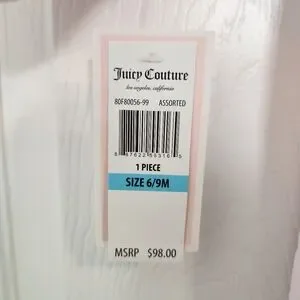 Juicy Couture
los angeles, california
80F80056-99 ASSORTED
1 PIECE
SIZE 6/9M
MSRP $98.00